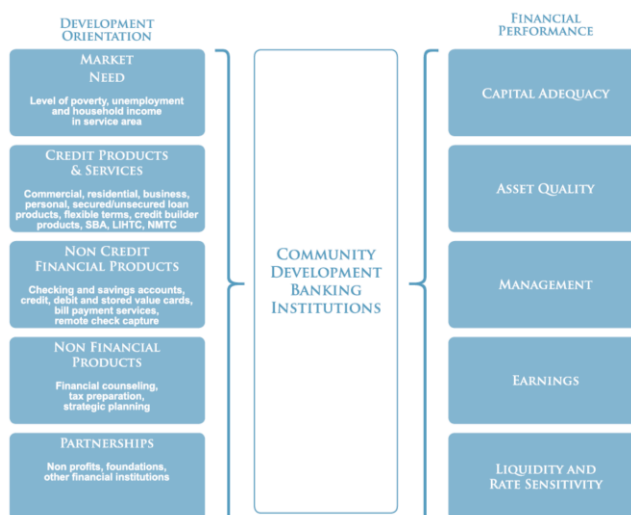 DEVELOPMENT
ORIENTATION
MARKET
NEED
Level of poverty, unemployment
and household income
in service area
CREDIT PRODUCTS
& SERVICES
Commercial, residential, business,
personal, secured/unsecured loan
products, flexible terms, credit builder
products, SBA, LIHTC, NMTC
NON CREDIT
FINANCIAL PRODUCTS
Checking and savings accounts,
credit, debit and stored value cards,
bill payment services,
remote check capture
NON FINANCIAL
PRODUCTS
Financial counseling,
tax preparation,
strategic planning
PARTNERSHIPS
Non profits, foundations,
other financial institutions
COMMUNITY
DEVELOPMENT
BANKING
INSTITUTIONS
FINANCIAL
PERFORMANCE
CAPITAL ADEQUACY
ASSET QUALITY
MANAGEMENT
EARNINGS
LIQUIDITY AND
RATE SENSITIVITY